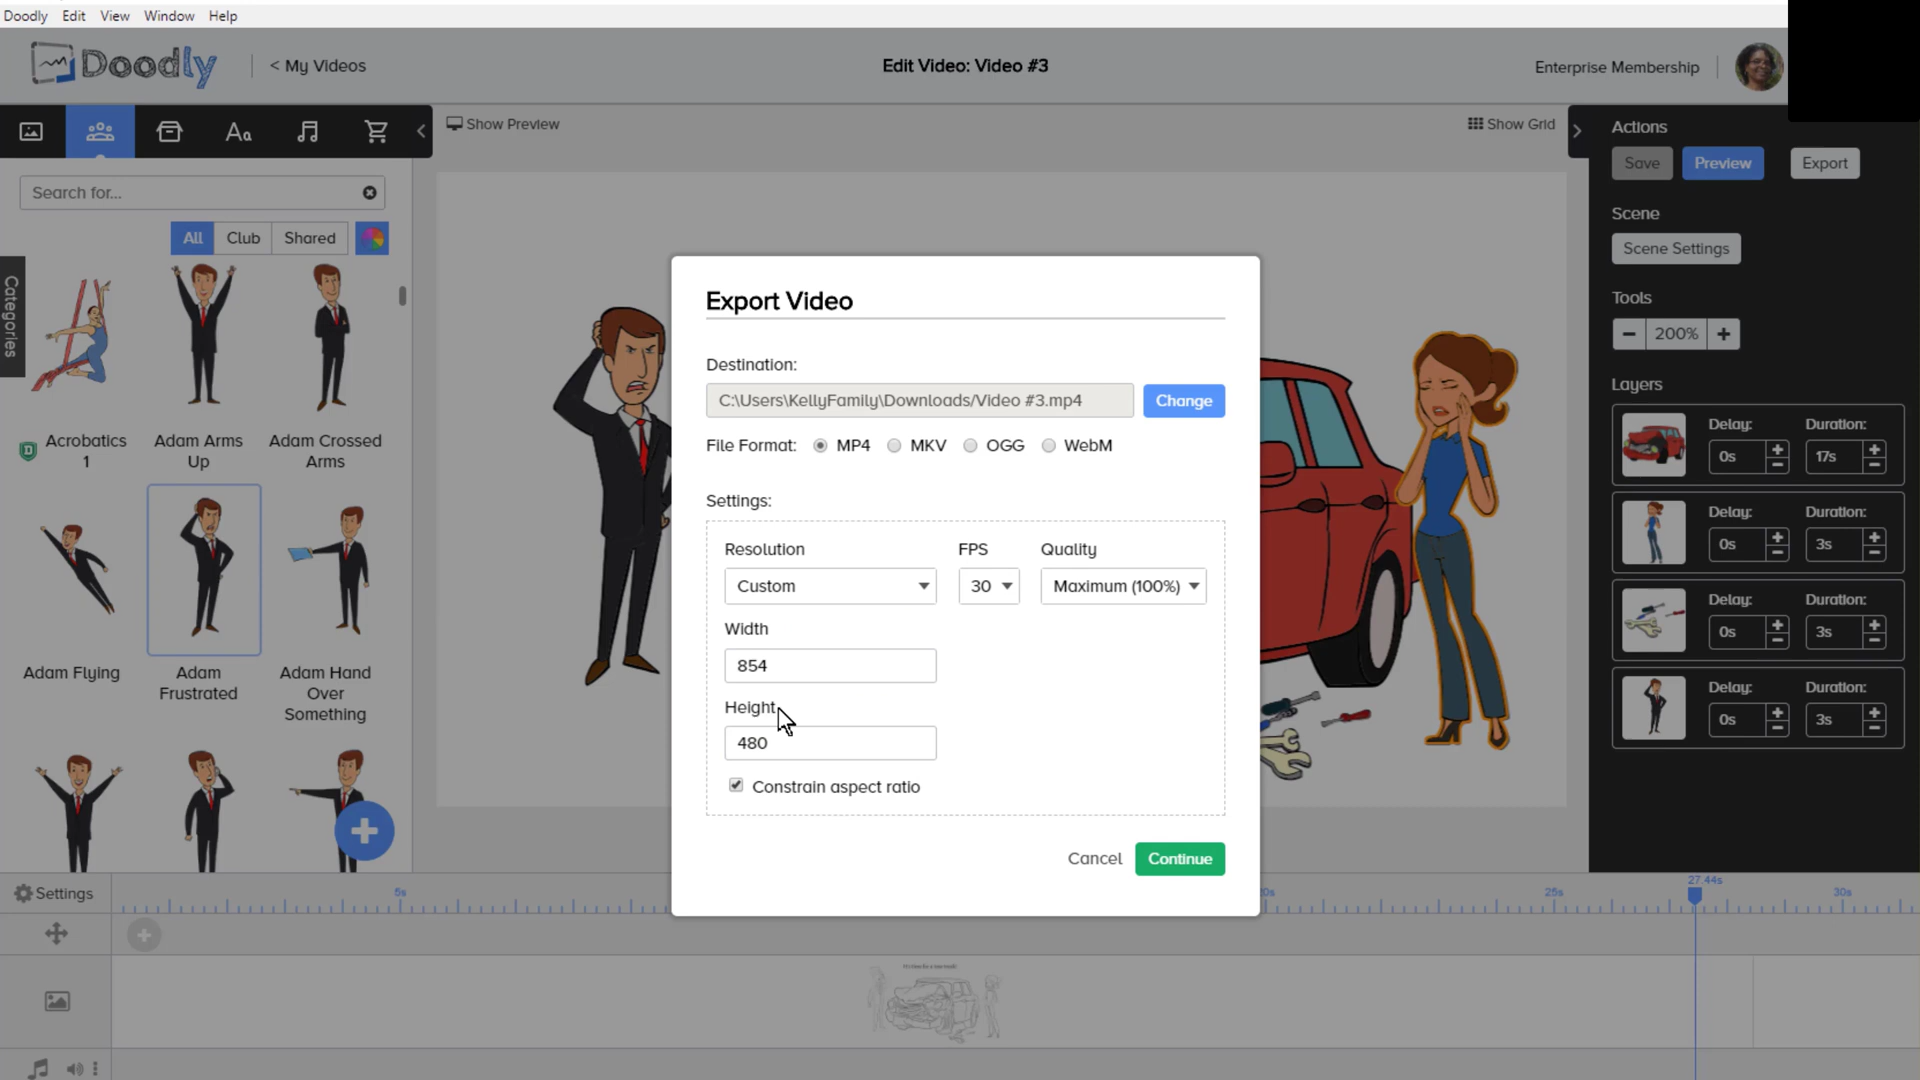 Doodly Edit View Window Help
Doodly
< My Videos
Edit Video: Video #3
Enterprise Membership
Aa
Show Preview
Show Grid
Search for...
All Club Shared
Categories
Acrobatics
1
Adam Arms
Up
Adam Crossed
Arms
Adam Flying
Adam
Frustrated
Adam Hand
Over
Something
Export Video
Destination:
C:\Users\KellyFamily\Downloads/Video #3.mp4
Change
File Format: MP4 MKV OGG WebM
Settings:
Resolution FPS Quality
Custom 30 Maximum (100%)
Width
854
Height
480
Constrain aspect ratio
Cancel Continue
Actions
Save Preview Export
Scene
Scene Settings
Tools
200%
Layers
Delay: Duration:
0s 17s
Delay: Duration:
0s 3s
Delay: Duration:
0s 3s
Delay: Duration:
0s 3s
Settings
5s 25s 27.44s 30s